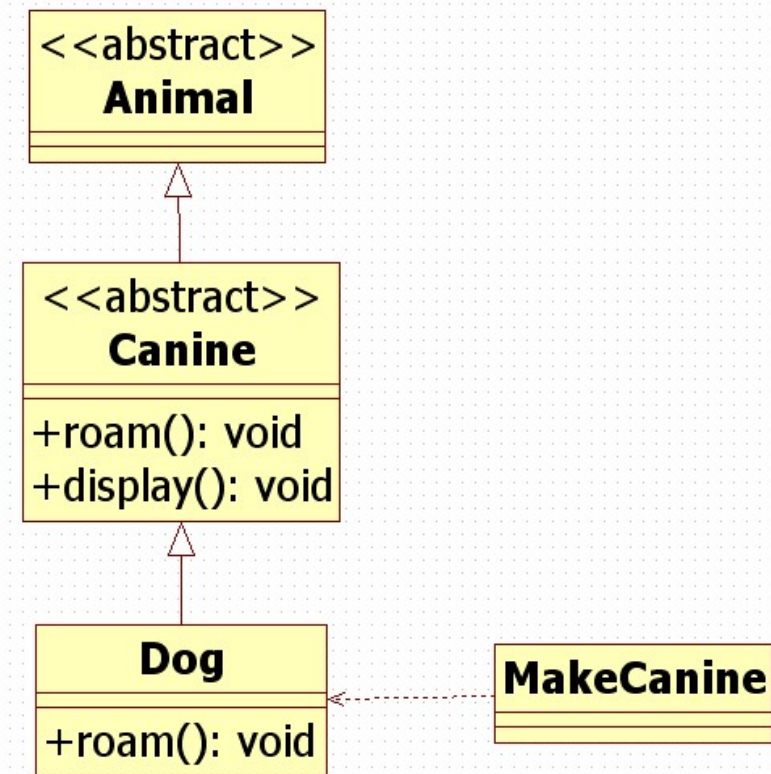 <<abstract>>
Animal
<<abstract>>
Canine
+roam(): void
+display(): void
Dog
+roam(): void
MakeCanine